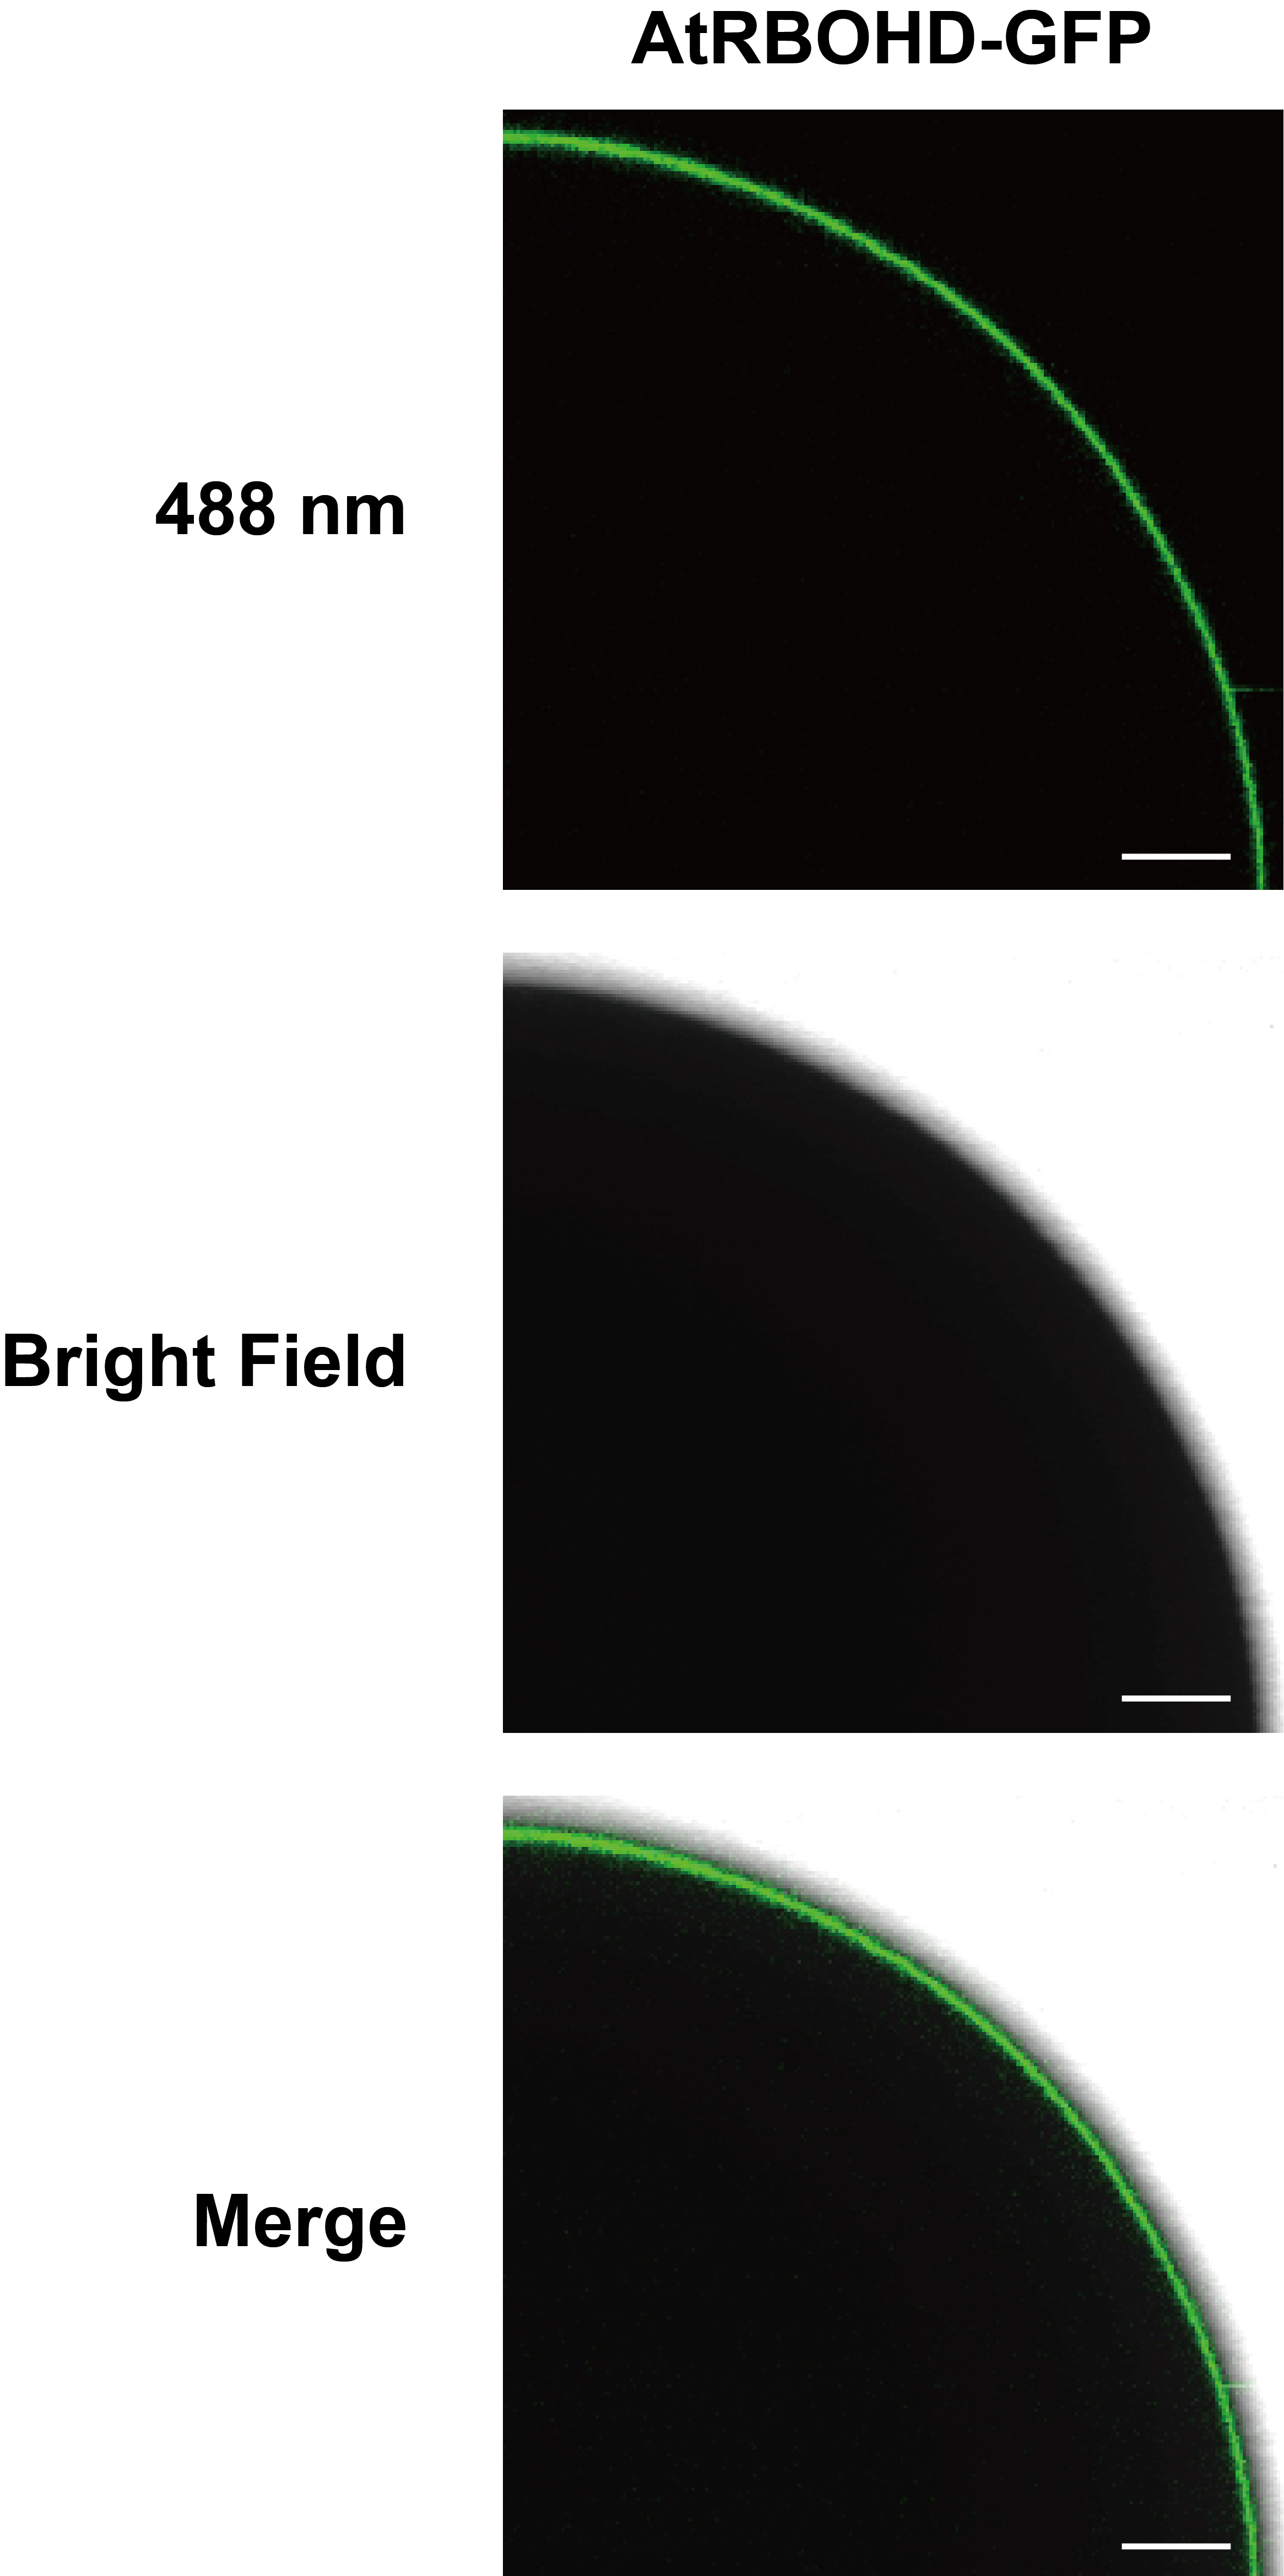 AtRBOHD-GFP
488 nm
Bright Field
Merge